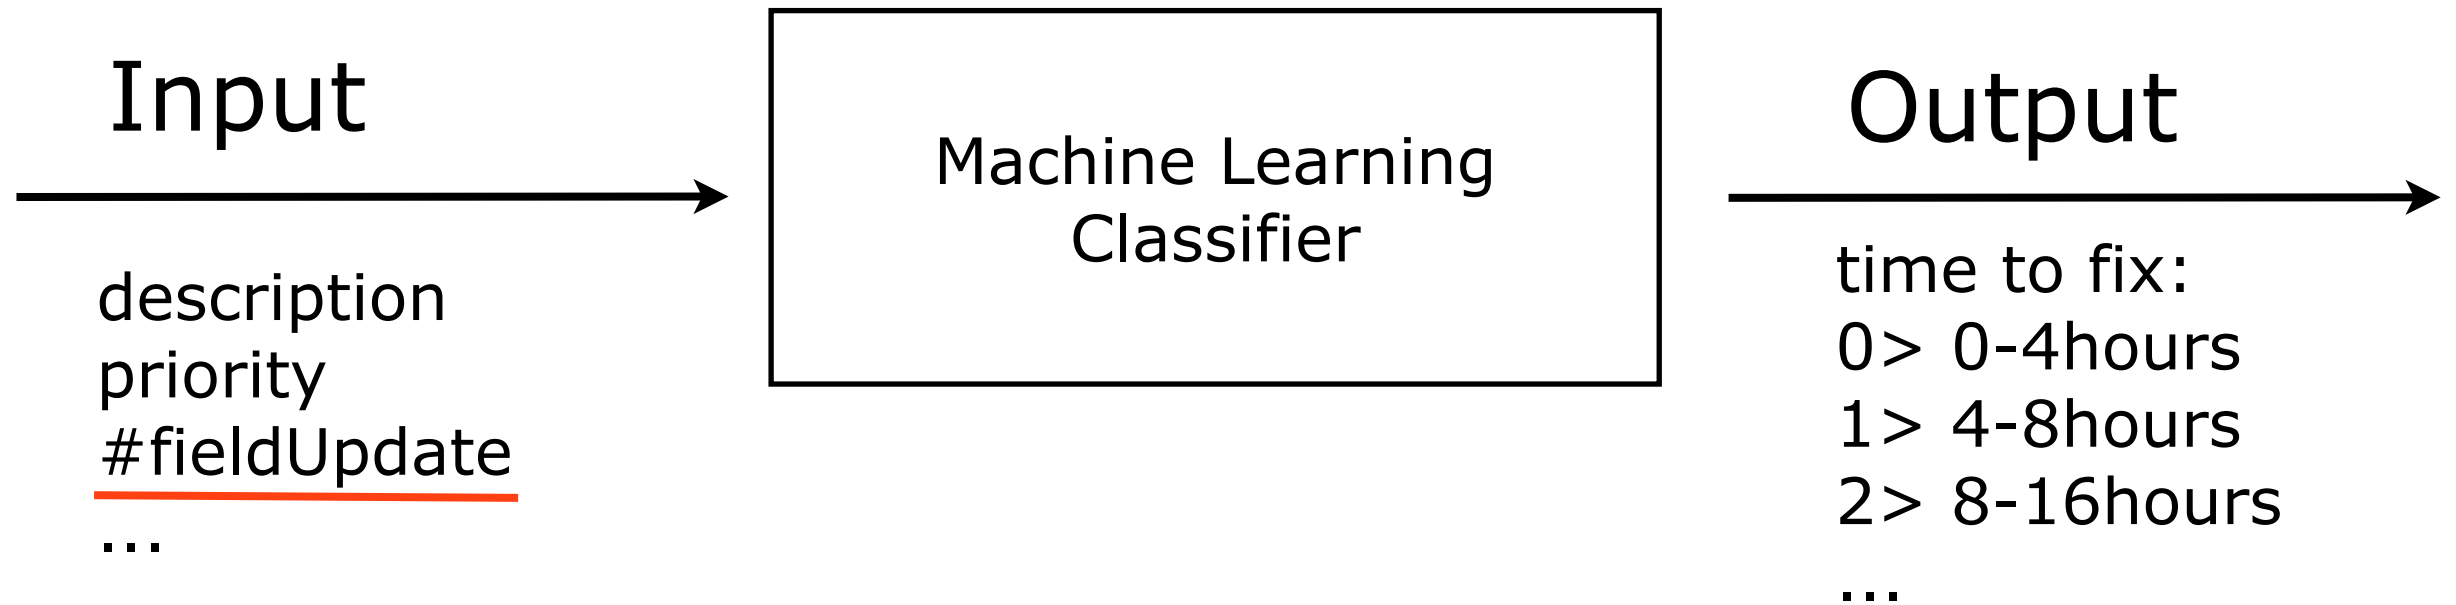 Input
description
priority
#fieldUpdate
...
Machine Learning
Classifier
Output
time to fix:
0> 0-4hours
1> 4-8hours
2> 8-16hours
...